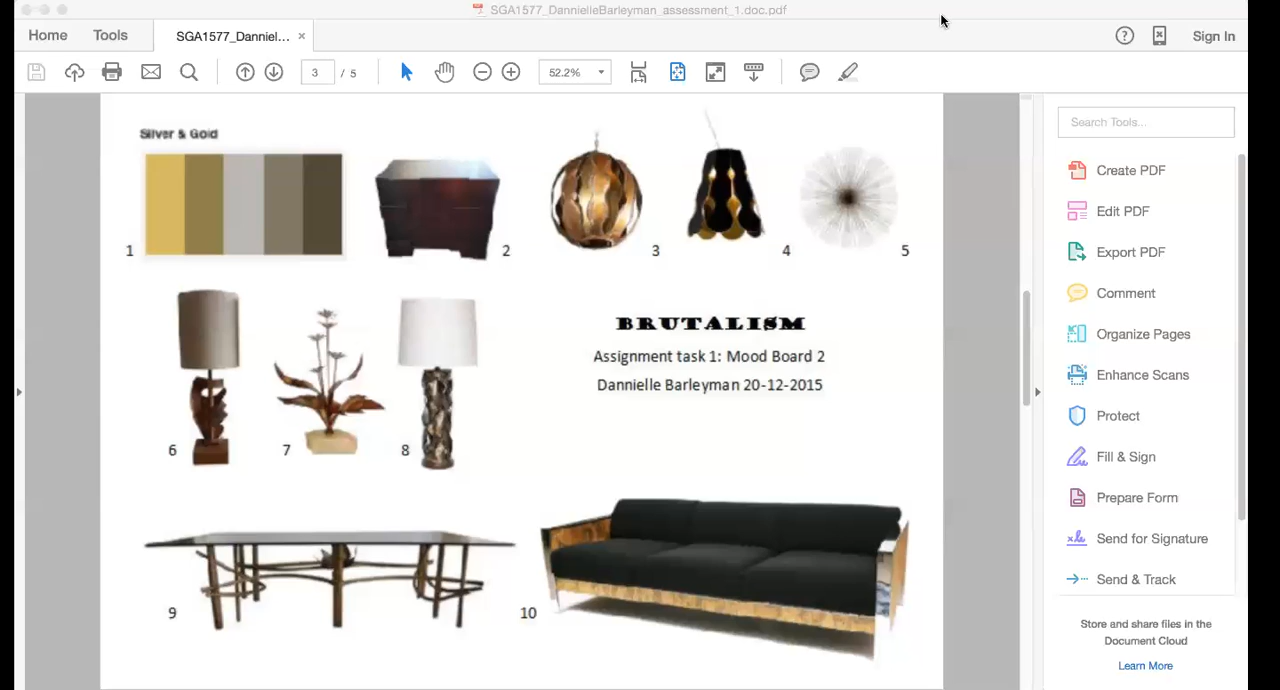 SGA1577_DannielleBarleyman_assessment_1.doc.pdf
Home Tools SGA1577_Danniel... × Sign In
3 / 5 52.2%
Silver & Gold
1 2 3 4 5
BRUTALISM
Assignment task 1: Mood Board 2
Dannielle Barleyman 20-12-2015
6 7 8
9 10
Search Tools...
Create PDF
Edit PDF
Export PDF
Comment
Organize Pages
Enhance Scans
Protect
Fill & Sign
Prepare Form
Send for Signature
Send & Track
Store and share files in the
Document Cloud
Learn More